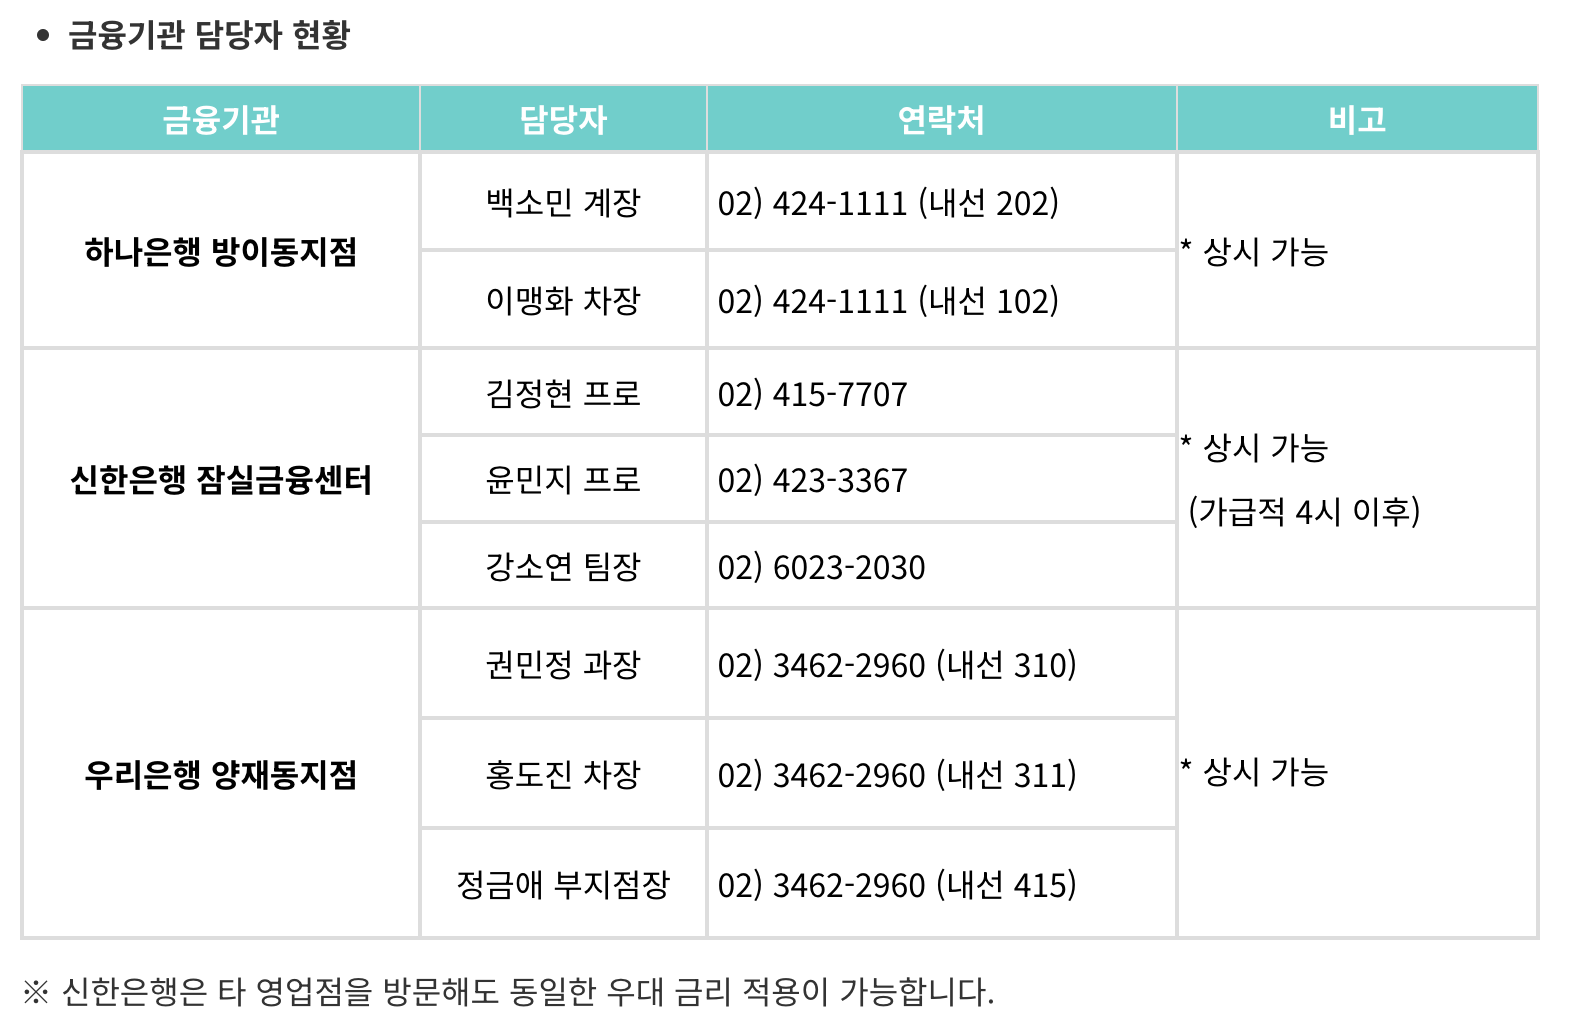 • 금융기관 담당자 현황
금융기관 담당자 연락처 비고
하나은행 방이동지점
백소민 계장 02) 424-1111 (내선 202)
이맹화 차장 02) 424-1111 (내선 102)
* 상시 가능
신한은행 잠실금융센터
김정현 프로 02) 415-7707
윤민지 프로 02) 423-3367
강소연 팀장 02) 6023-2030
* 상시 가능
(가급적 4시 이후)
우리은행 양재동지점
권민정 과장 02) 3462-2960 (내선 310)
홍도진 차장 02) 3462-2960 (내선 311)
정금애 부지점장 02) 3462-2960 (내선 415)
* 상시 가능
※ 신한은행은 타 영업점을 방문해도 동일한 우대 금리 적용이 가능합니다.